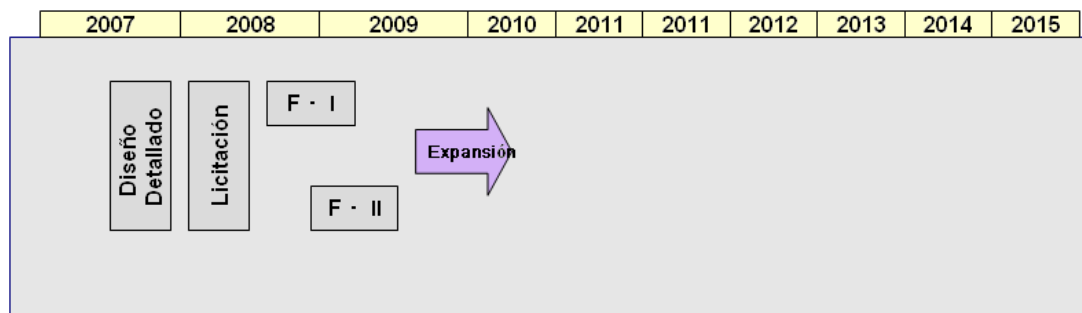 2007 2008 2009 2010 2011 2011 2012 2013 2014 2015
Diseño
Detallado
Licitación
F - I
Expansión
F - II